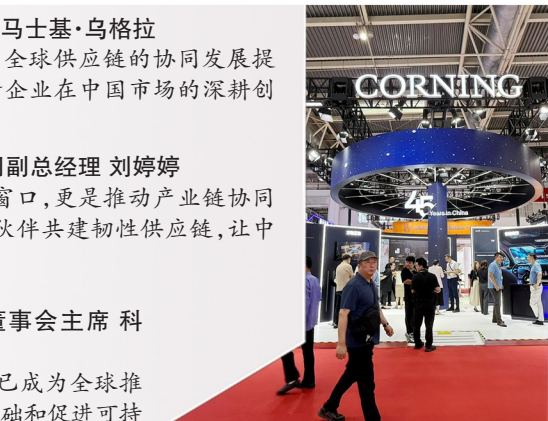 马士基·乌格拉
全球供应链的协同发展提
企业在中国市场的深耕创
副总经理 刘婷婷
窗口,更是推动产业链协同
伙伴共建韧性供应链,让中
董事会主席 科
已成为全球推
础和促进可持
CORNING
45
Years in China